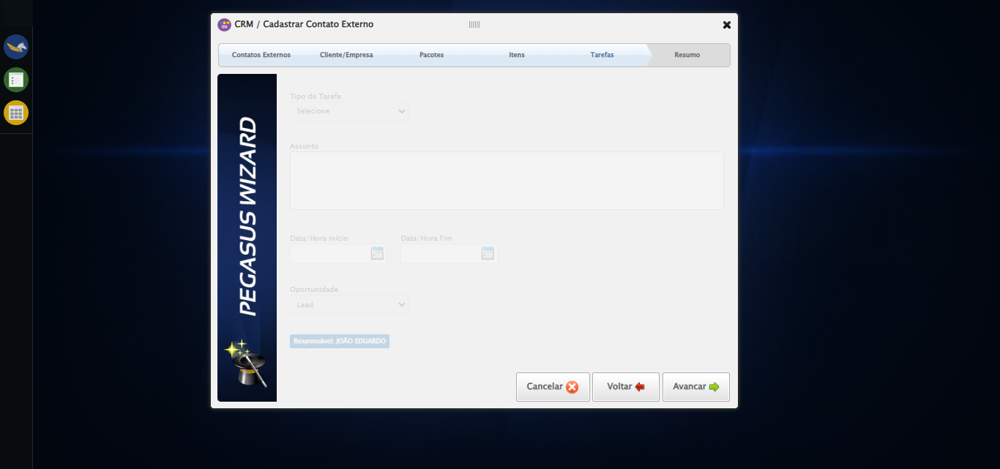 CRM / Cadastrar Contato Externo
Contatos Externos Cliente/Empresa Pacotes Itens Tarefas Resumo
PEGASUS WIZARD
Tipo de Tarefa
Selecione
Assunto
Data/Hora Início Data/Hora Fim
Oportunidade
Lead
Responsável: JOÃO EDUARDO
Cancelar Voltar Avancar